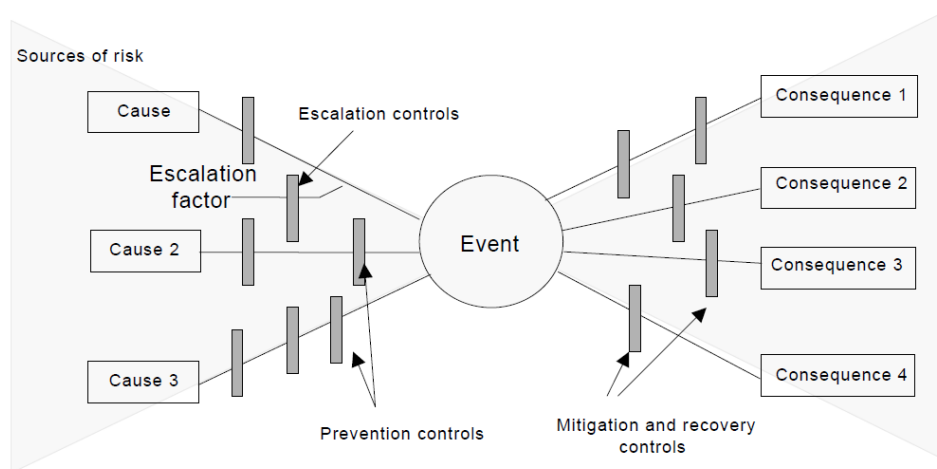 Sources of risk
Cause
Escalation controls
Consequence 1
Escalation
factor
Consequence 2
Cause 2
Event
Consequence 3
Cause 3
Consequence 4
Prevention controls
Mitigation and recovery
controls